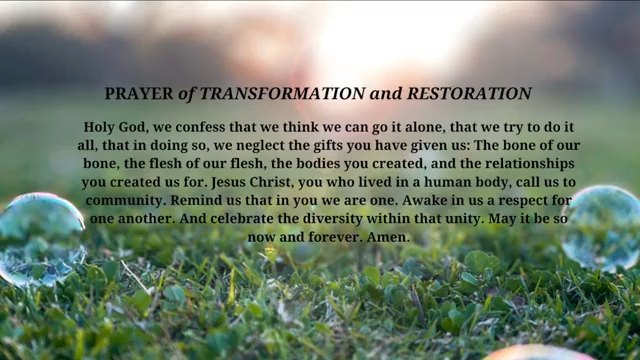 PRAYER of TRANSFORMATION and RESTORATION
Holy God, we confess that we think we can go it alone, that we try to do it
all, that in doing so, we neglect the gifts you have given us: The bone of our
bone, the flesh of our flesh, the bodies you created, and the relationships
you created us for. Jesus Christ, you who lived in a human body, call us to
community. Remind us that in you we are one. Awake in us a respect for
one another. And celebrate the diversity within that unity. May it be so
now and forever. Amen.